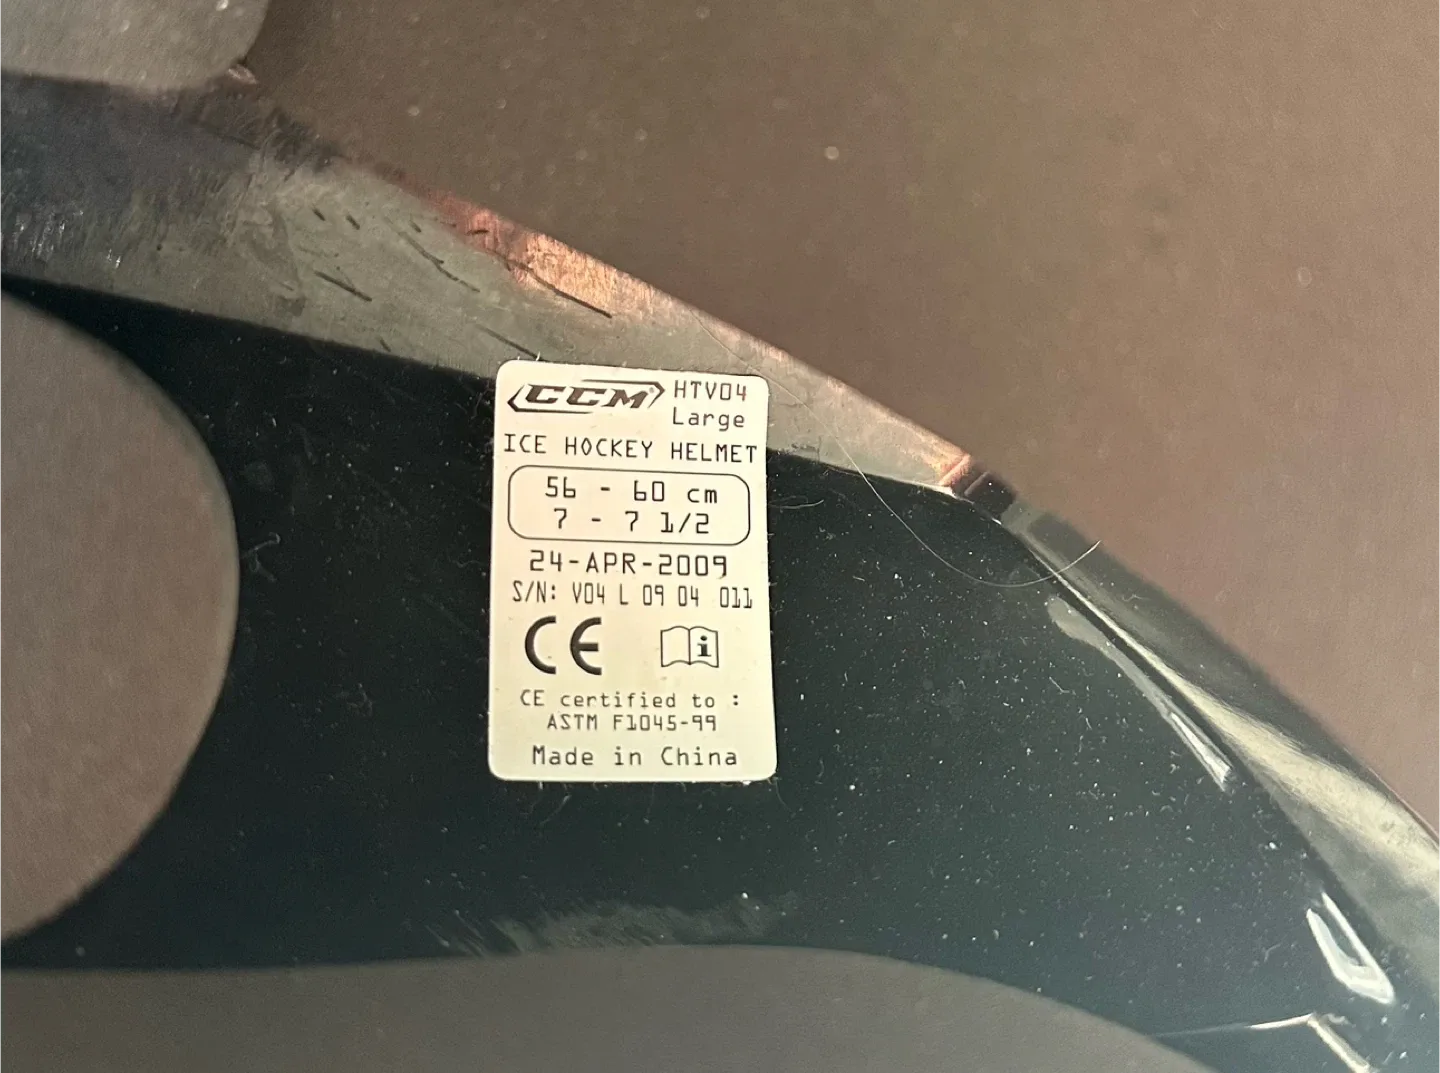 CCM® HTV04
Large
ICE HOCKEY HELMET
56 - 60 cm
7 - 7 1/2
24-APR-2009
S/N: V04 L 09 04 011
CE
i
CE certified to :
ASTM F1045-99
Made in China